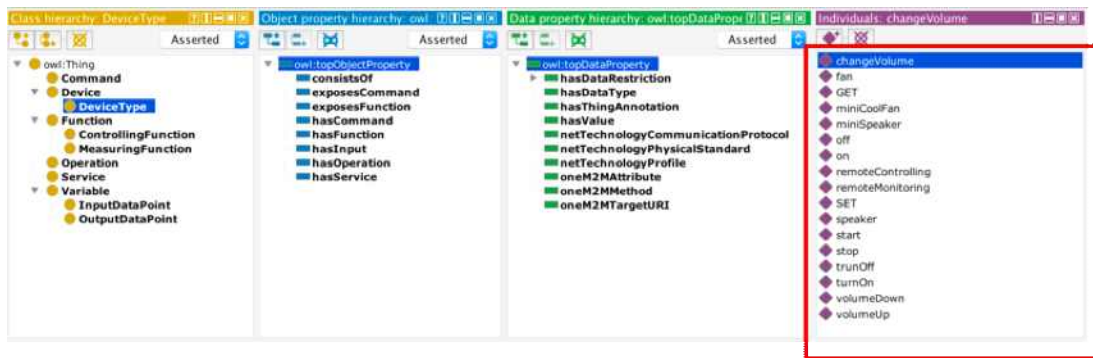 Class hierarchy: DeviceType
Asserted
owl:Thing
Command
Device
DeviceType
Function
ControllingFunction
MeasuringFunction
Operation
Service
Variable
InputDataPoint
OutputDataPoint
Object property hierarchy: owl
Asserted
owl:topObjectProperty
consistsOf
exposesCommand
exposesFunction
hasCommand
hasFunction
hasInput
hasOperation
hasService
Data property hierarchy: owl:topDataPrope
Asserted
owl:topDataProperty
hasDataRestriction
hasDataType
hasThingAnnotation
hasValue
netTechnologyCommunicationProtocol
netTechnologyPhysicalStandard
netTechnologyProfile
oneM2MAttribute
oneM2MMethod
oneM2MTargetURI
Individuals: changeVolume
changeVolume
fan
GET
miniCoolFan
miniSpeaker
off
on
remoteControlling
remoteMonitoring
SET
speaker
start
stop
trunOff
turnOn
volumeDown
volumeUp